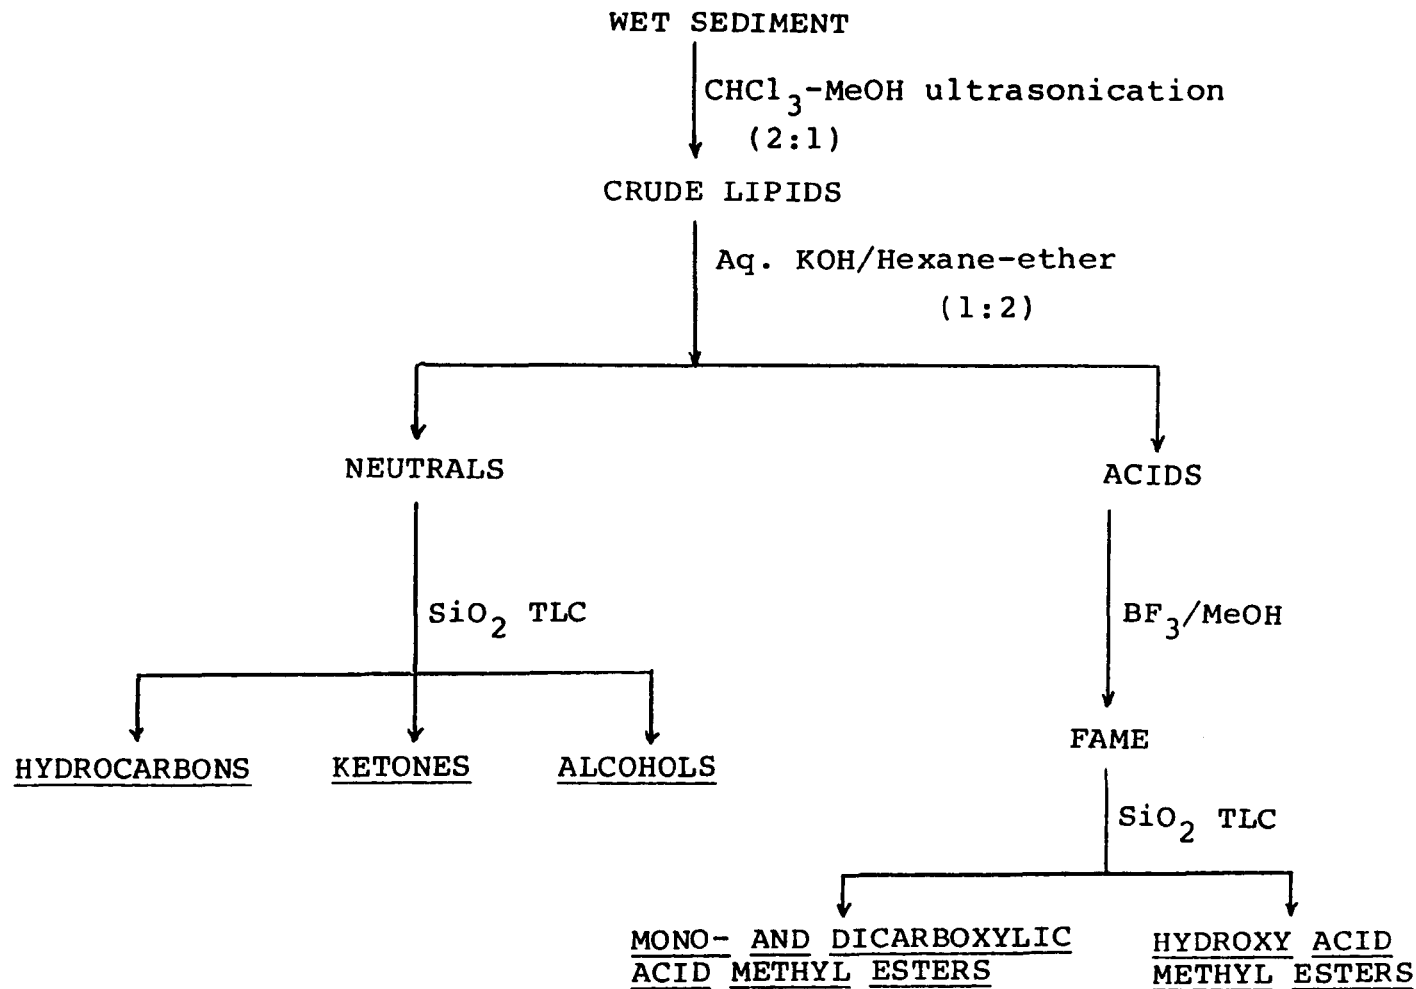 WET SEDIMENT
CHCl3-MeOH ultrasonication
(2:1)
CRUDE LIPIDS
Aq. KOH/Hexane-ether
(1:2)
NEUTRALS
ACIDS
SiO2 TLC
BF3/MeOH
HYDROCARBONS
KETONES
ALCOHOLS
FAME
SiO2 TLC
MONO- AND DICARBOXYLIC
ACID METHYL ESTERS
HYDROXY ACID
METHYL ESTERS